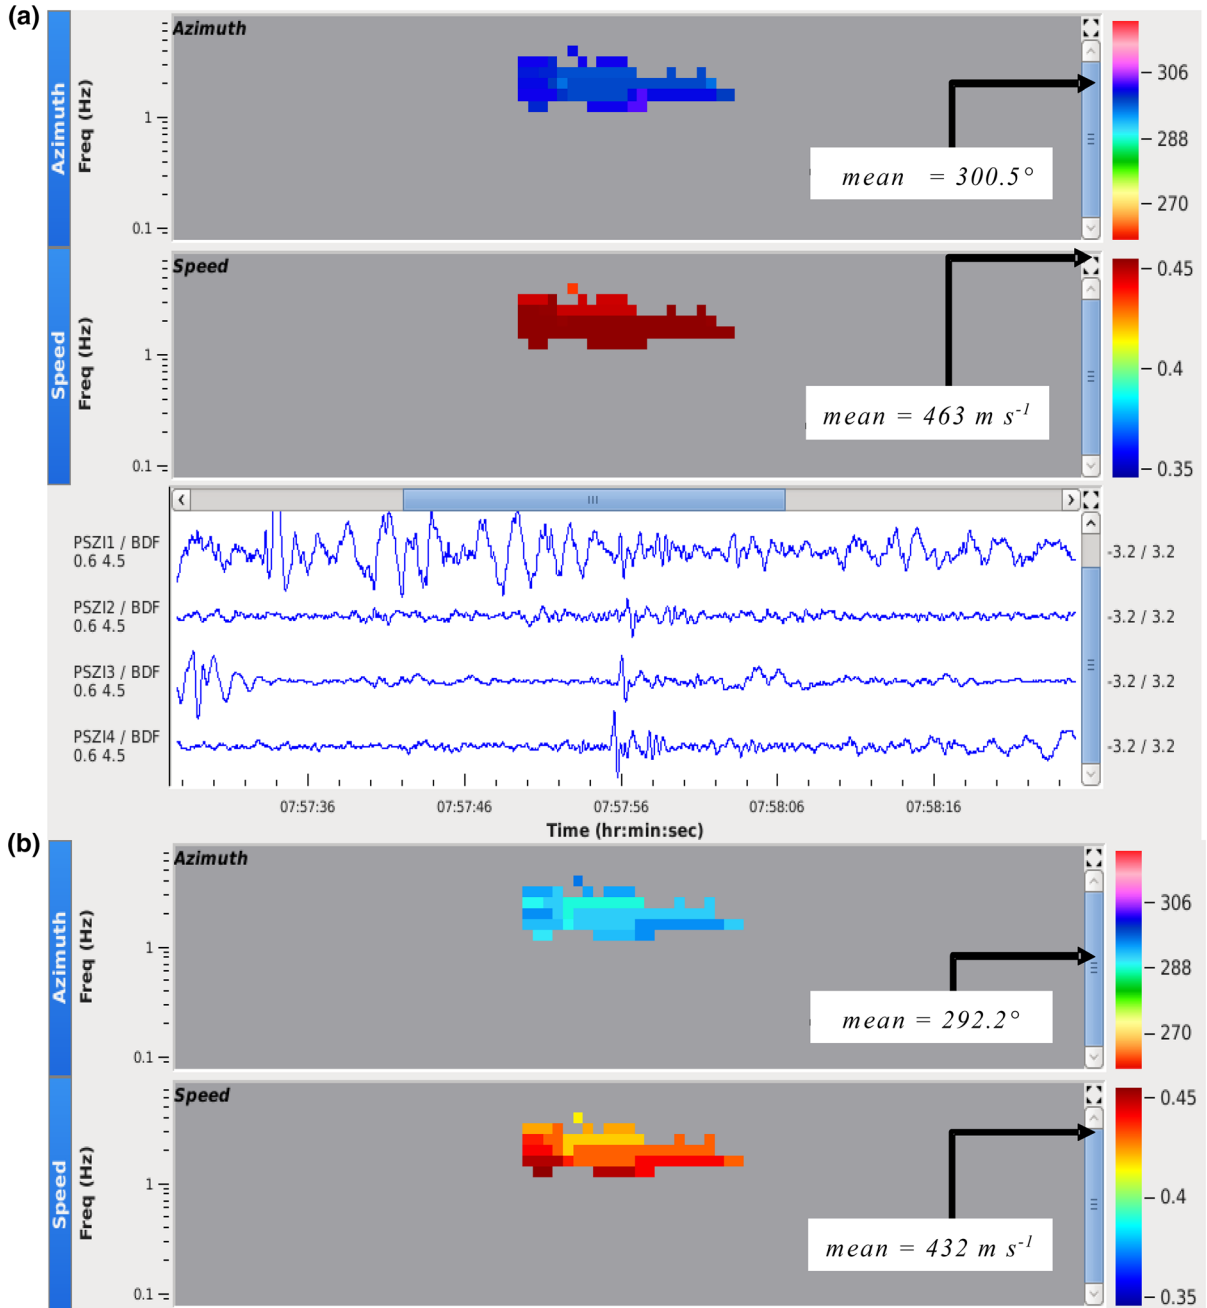 (a)
Azimuth
Azimuth
Freq (Hz)
1
0.1
mean = 300.5°
306
288
270
Speed
Speed
Freq (Hz)
1
0.1
mean = 463 m s-1
0.45
0.4
0.35
PSZI1 / BDF
0.6 4.5
-3.2 / 3.2
PSZI2 / BDF
0.6 4.5
-3.2 / 3.2
PSZI3 / BDF
0.6 4.5
-3.2 / 3.2
PSZI4 / BDF
0.6 4.5
-3.2 / 3.2
07:57:36 07:57:46 07:57:56 07:58:06 07:58:16
Time (hr:min:sec)
(b)
Azimuth
Azimuth
Freq (Hz)
1
0.1
mean = 292.2°
306
288
270
Speed
Speed
Freq (Hz)
1
0.1
mean = 432 m s-1
0.45
0.4
0.35